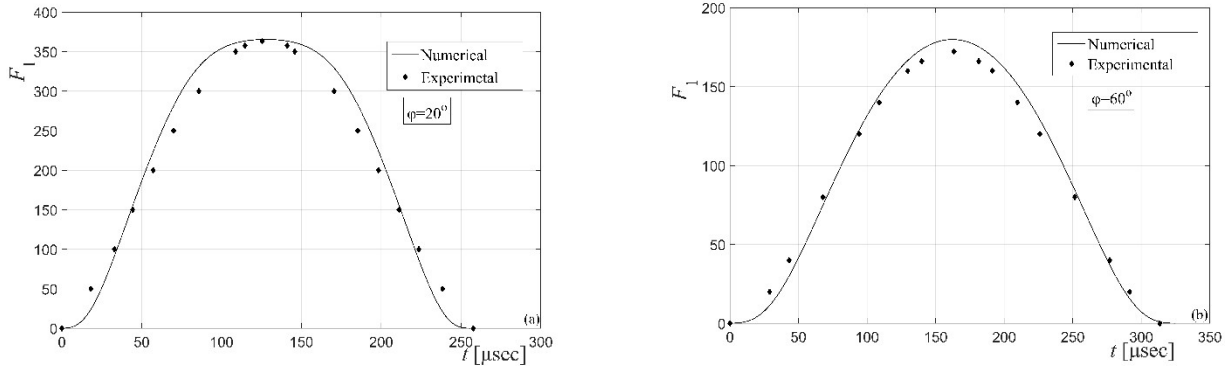 400
350
300
250
200
150
100
50
0
F1
Numerical
Experimetal
φ=20°
(a)
0 50 100 150 200 250 300
t [μsec]
200
150
100
50
0
F1
Numerical
Experimental
φ=60°
(b)
0 50 100 150 200 250 300 350
t [μsec]